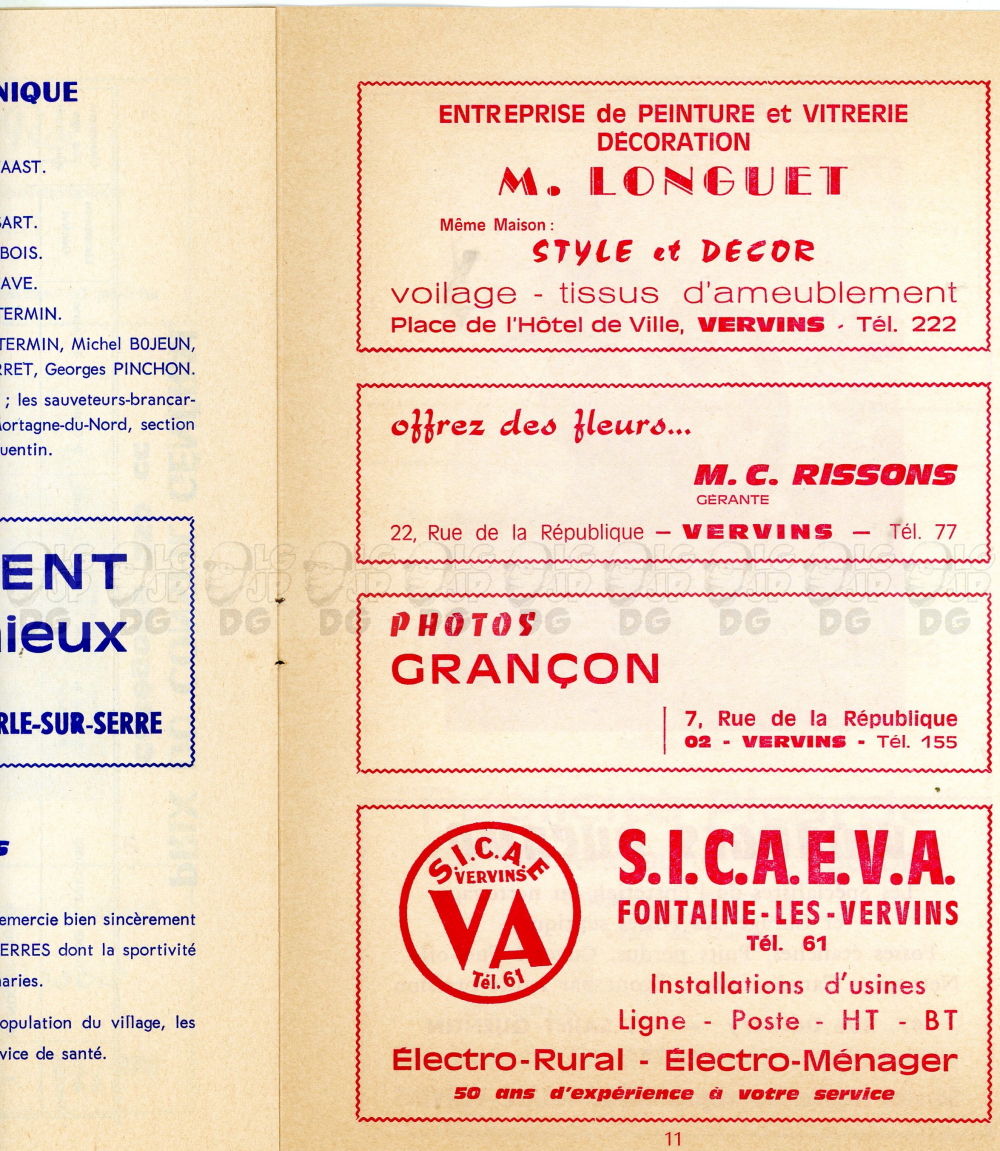 NIQUE
AAST.
SART.
BOIS.
AVE.
TERMIN.
TERMIN, Michel BOJEUN,
RRET, Georges PINCHON.
; les sauveteurs-brancar-
Mortagne-du-Nord, section
uentin.
ENT
mieux
RLE-SUR-SERRE
s
emercie bien sincèrement
ERRES dont la sportivité
naries.
opulation du village, les
vice de santé.
ENTREPRISE de PEINTURE et VITRERIE
DÉCORATION
M. LONGUET
Même Maison :
STYLE et DECOR
voilage - tissus d'ameublement
Place de l'Hôtel de Ville, VERVINS - Tél. 222
offrez des fleurs...
M. C. RISSONS
GÉRANTE
22, Rue de la République — VERVINS — Tél. 77
PHOTOS
GRANÇON
7, Rue de la République
02 - VERVINS - Tél. 155
S.I.C.A.E
VERVINS
VA
Tél. 61
S.I.C.A.E.V.A.
FONTAINE-LES-VERVINS
Tél. 61
Installations d'usines
Ligne - Poste - HT - BT
Électro-Rural - Électro-Ménager
50 ans d'expérience à votre service
11